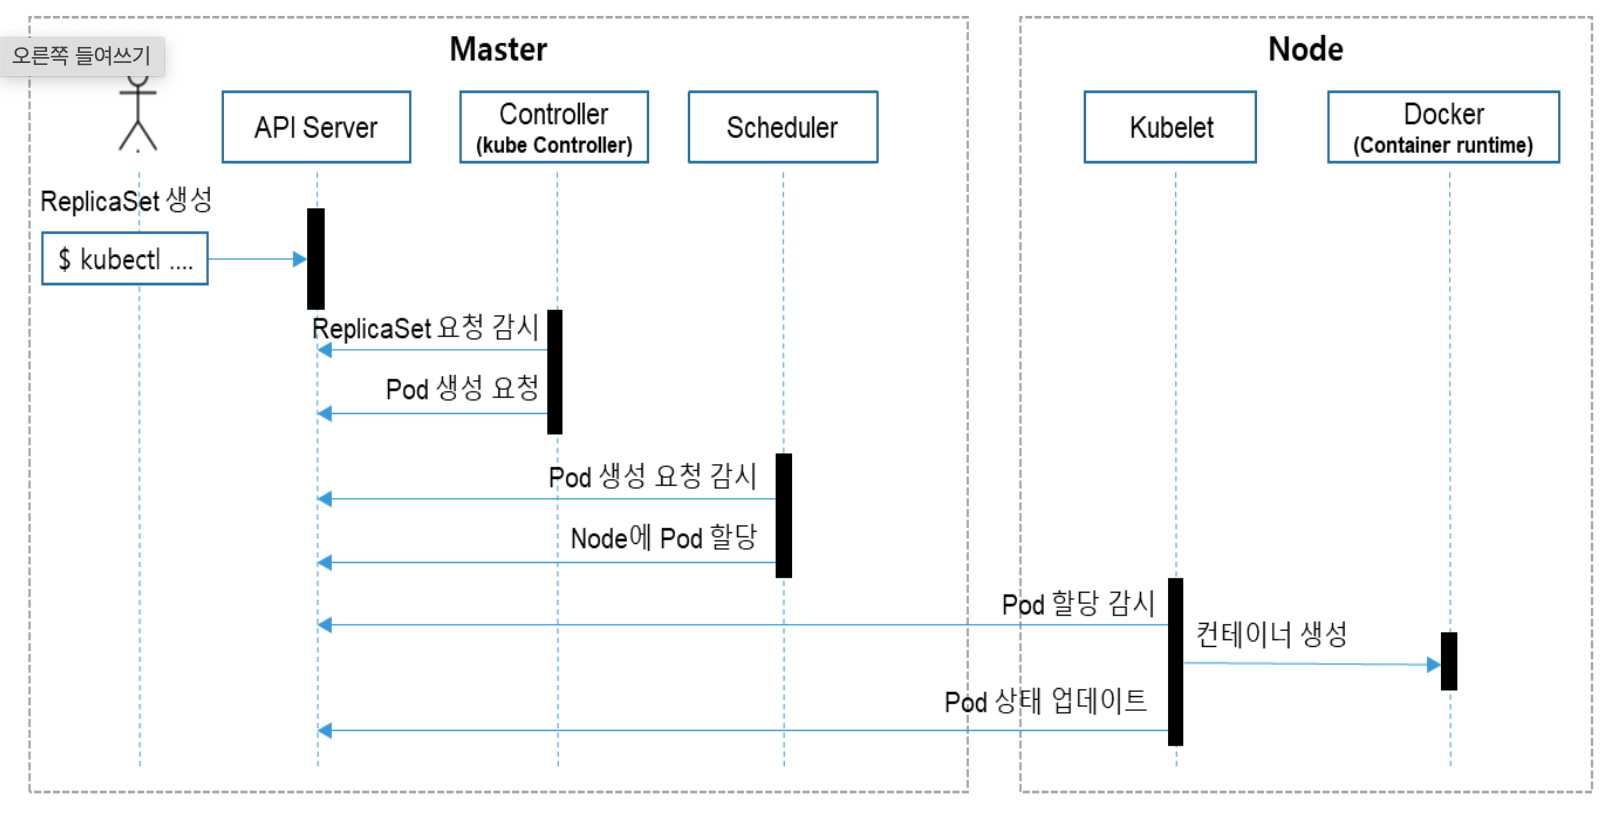 Master
Node
오른쪽 들여쓰기
API Server
Controller
(kube Controller)
Scheduler
Kubelet
Docker
(Container runtime)
ReplicaSet 생성
$ kubectl ....
ReplicaSet 요청 감시
Pod 생성 요청
Pod 생성 요청 감시
Node에 Pod 할당
Pod 할당 감시
컨테이너 생성
Pod 상태 업데이트